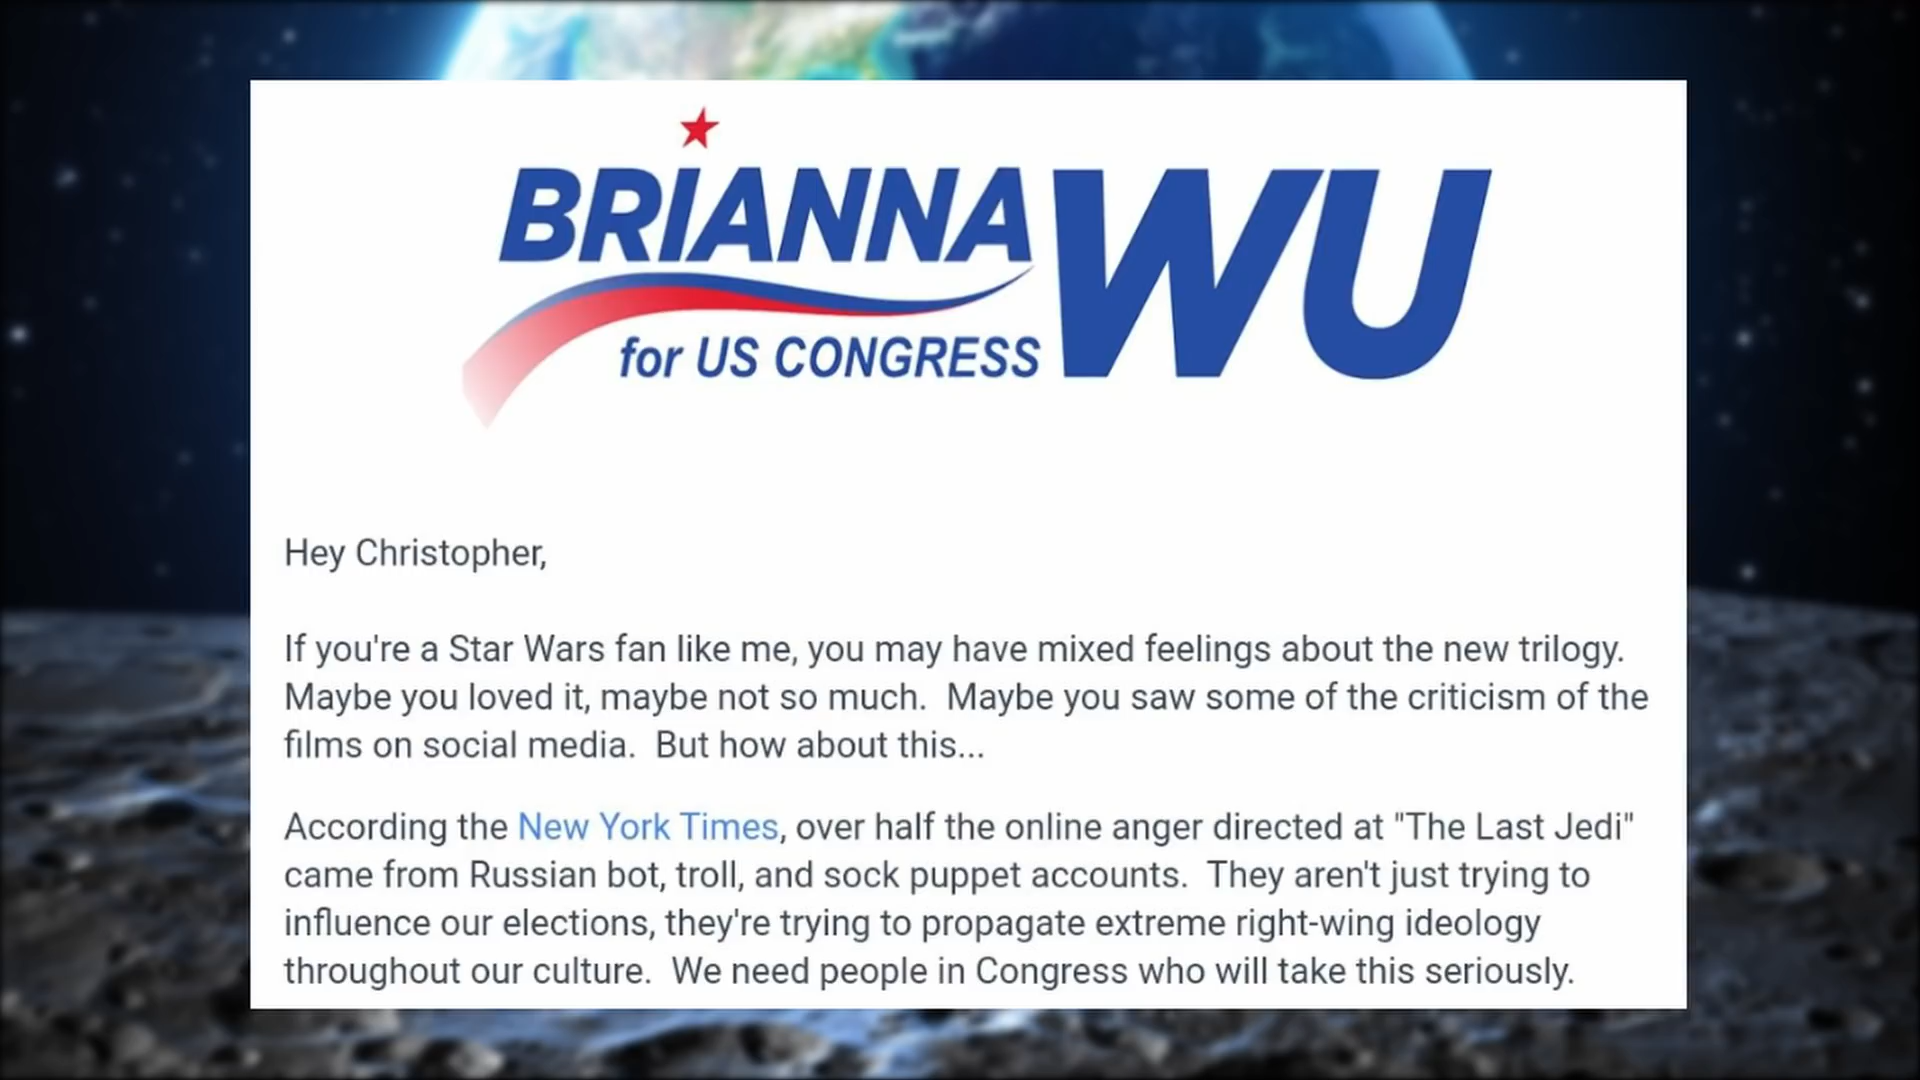 BRIANNA WU
for US CONGRESS
Hey Christopher,
If you're a Star Wars fan like me, you may have mixed feelings about the new trilogy.
Maybe you loved it, maybe not so much.  Maybe you saw some of the criticism of the
films on social media.  But how about this...
According the New York Times, over half the online anger directed at "The Last Jedi"
came from Russian bot, troll, and sock puppet accounts.  They aren't just trying to
influence our elections, they're trying to propagate extreme right-wing ideology
throughout our culture.  We need people in Congress who will take this seriously.